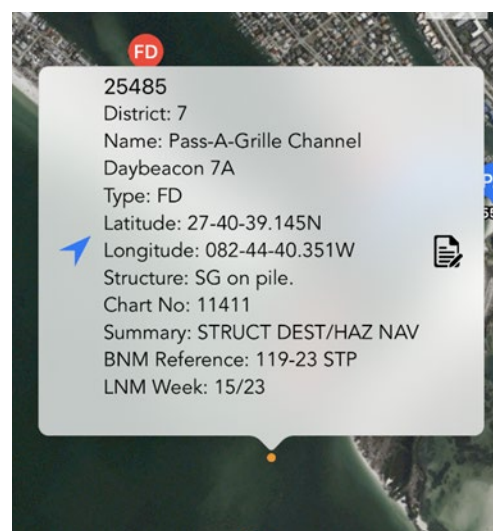 FD
25485
District: 7
Name: Pass-A-Grille Channel
Daybeacon 7A
Type: FD
Latitude: 27-40-39.145N
Longitude: 082-44-40.351W
Structure: SG on pile.
Chart No: 11411
Summary: STRUCT DEST/HAZ NAV
BNM Reference: 119-23 STP
LNM Week: 15/23